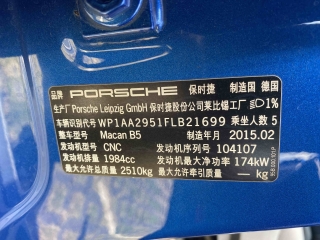 品牌 PORSCHE 保时捷 制造国 德国
生产厂 Porsche Leipzig GmbH 保时捷股份公司莱比锡工厂 1%
车辆识别代号 WP1AA2951FLB21699 乘坐人数 5
整车型号 Macan B5 制造年月 2015.02
发动机型号 CNC 发动机序列号 104107
发动机排量 1984cc 发动机最大净功率 174kW
最大允许总质量 2510kg 最大允许牵引质量 — kg